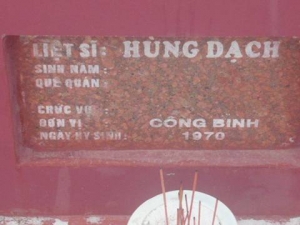 LIỆT SĨ: HÙNG DẠCH
SINH NĂM:
QUÊ QUÁN:
CHỨC VỤ:
ĐƠN VỊ: CÔNG BINH
NGÀY HY SINH: 1970